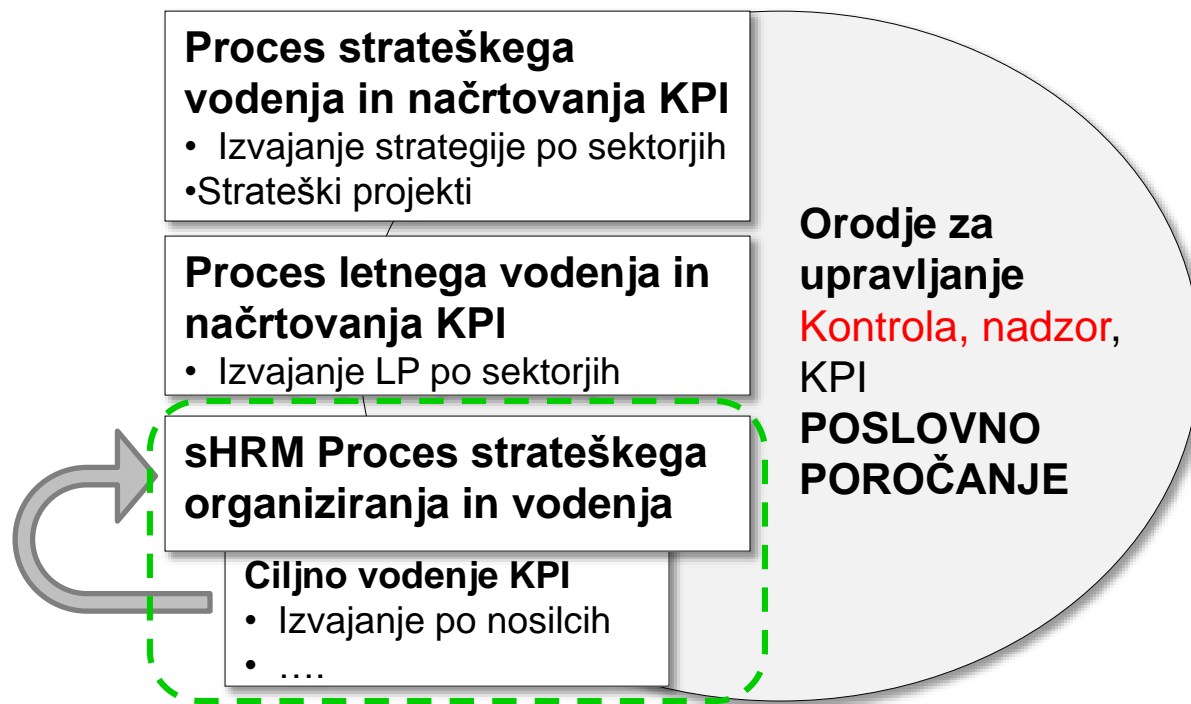 Proces strateškega
vodenja in načrtovanja KPI
• Izvajanje strategije po sektorjih
•Strateški projekti
Proces letnega vodenja in
načrtovanja KPI
• Izvajanje LP po sektorjih
sHRM Proces strateškega
organiziranja in vodenja
Ciljno vodenje KPI
• Izvajanje po nosilcih
• ….
Orodje za
upravljanje
Kontrola, nadzor,
KPI
POSLOVNO
POROČANJE